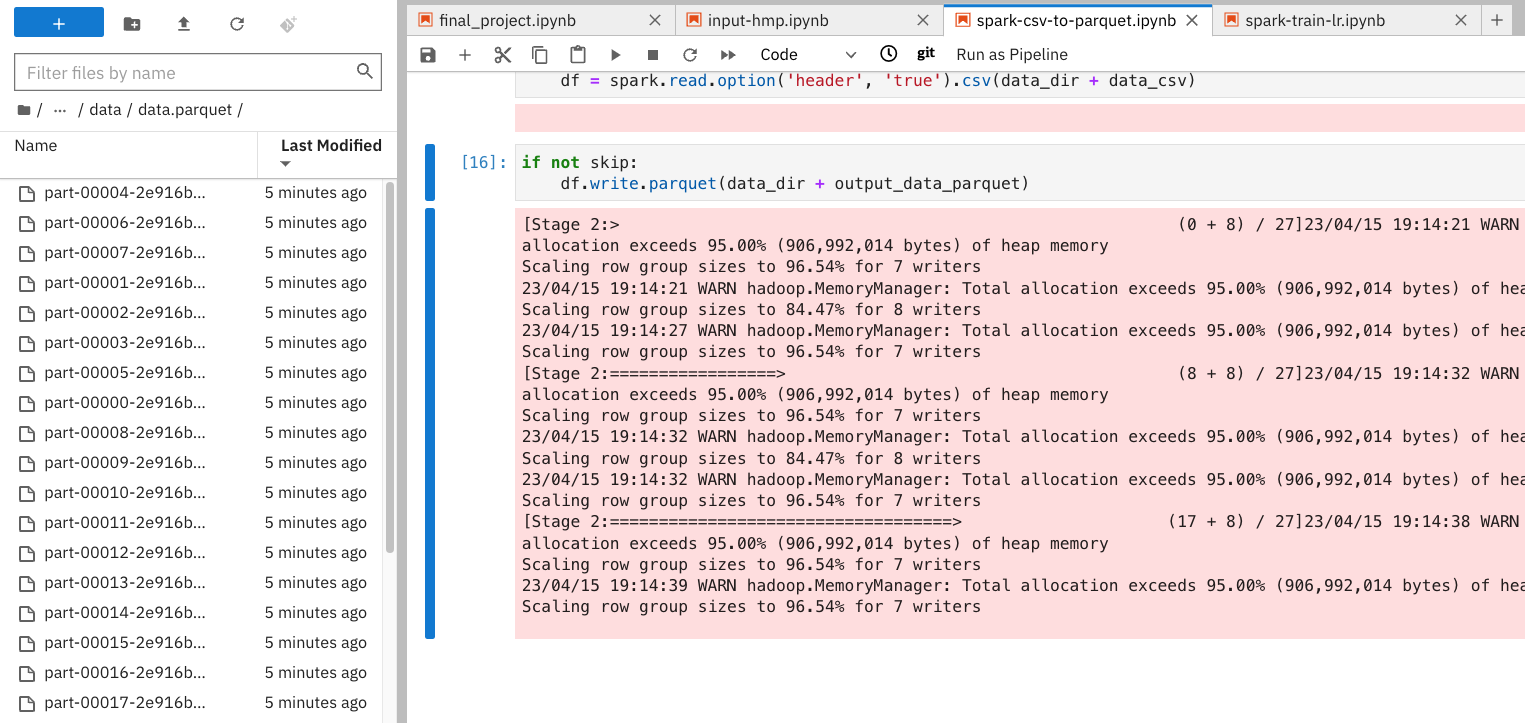 +
Filter files by name
/ ... / data / data.parquet /
Name Last Modified
part-00004-2e916b... 5 minutes ago
part-00006-2e916b... 5 minutes ago
part-00007-2e916b... 5 minutes ago
part-00001-2e916b... 5 minutes ago
part-00002-2e916b... 5 minutes ago
part-00003-2e916b... 5 minutes ago
part-00005-2e916b... 5 minutes ago
part-00000-2e916b... 5 minutes ago
part-00008-2e916b... 5 minutes ago
part-00009-2e916b... 5 minutes ago
part-00010-2e916b... 5 minutes ago
part-00011-2e916b... 5 minutes ago
part-00012-2e916b... 5 minutes ago
part-00013-2e916b... 5 minutes ago
part-00014-2e916b... 5 minutes ago
part-00015-2e916b... 5 minutes ago
part-00016-2e916b... 5 minutes ago
part-00017-2e916b... 5 minutes ago
final_project.ipynb input-hmp.ipynb spark-csv-to-parquet.ipynb spark-train-lr.ipynb
Code git Run as Pipeline
df = spark.read.option('header', 'true').csv(data_dir + data_csv)
[16]: if not skip:
df.write.parquet(data_dir + output_data_parquet)
[Stage 2:> (0 + 8) / 27]23/04/15 19:14:21 WARN
allocation exceeds 95.00% (906,992,014 bytes) of heap memory
Scaling row group sizes to 96.54% for 7 writers
23/04/15 19:14:21 WARN hadoop.MemoryManager: Total allocation exceeds 95.00% (906,992,014 bytes) of hea
Scaling row group sizes to 84.47% for 8 writers
23/04/15 19:14:27 WARN hadoop.MemoryManager: Total allocation exceeds 95.00% (906,992,014 bytes) of hea
Scaling row group sizes to 96.54% for 7 writers
[Stage 2:=================> (8 + 8) / 27]23/04/15 19:14:32 WARN
allocation exceeds 95.00% (906,992,014 bytes) of heap memory
Scaling row group sizes to 96.54% for 7 writers
23/04/15 19:14:32 WARN hadoop.MemoryManager: Total allocation exceeds 95.00% (906,992,014 bytes) of hea
Scaling row group sizes to 84.47% for 8 writers
23/04/15 19:14:32 WARN hadoop.MemoryManager: Total allocation exceeds 95.00% (906,992,014 bytes) of hea
Scaling row group sizes to 96.54% for 7 writers
[Stage 2:===================================> (17 + 8) / 27]23/04/15 19:14:38 WARN
allocation exceeds 95.00% (906,992,014 bytes) of heap memory
Scaling row group sizes to 96.54% for 7 writers
23/04/15 19:14:39 WARN hadoop.MemoryManager: Total allocation exceeds 95.00% (906,992,014 bytes) of hea
Scaling row group sizes to 96.54% for 7 writers